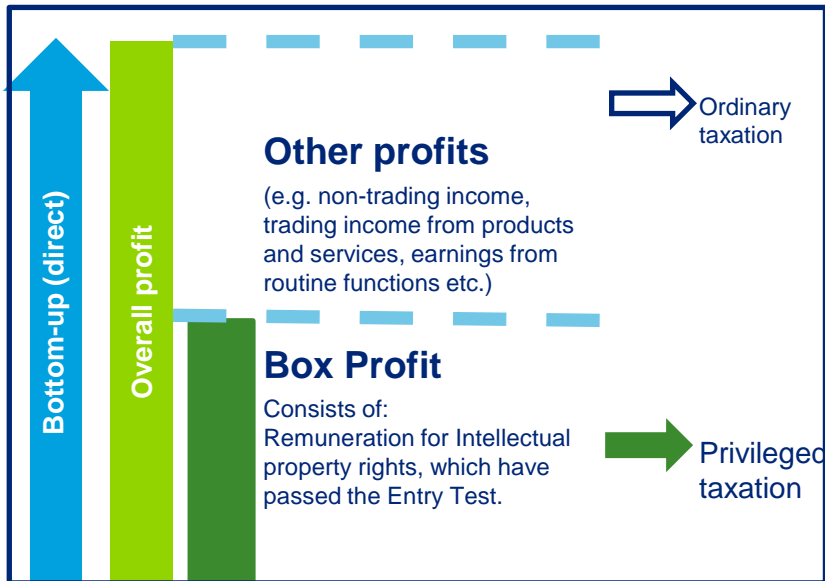 Bottom-up (direct)
Overall profit
Other profits
(e.g. non-trading income,
trading income from products
and services, earnings from
routine functions etc.)
Ordinary
taxation
Box Profit
Consists of:
Remuneration for Intellectual
property rights, which have
passed the Entry Test.
Privileged
taxation